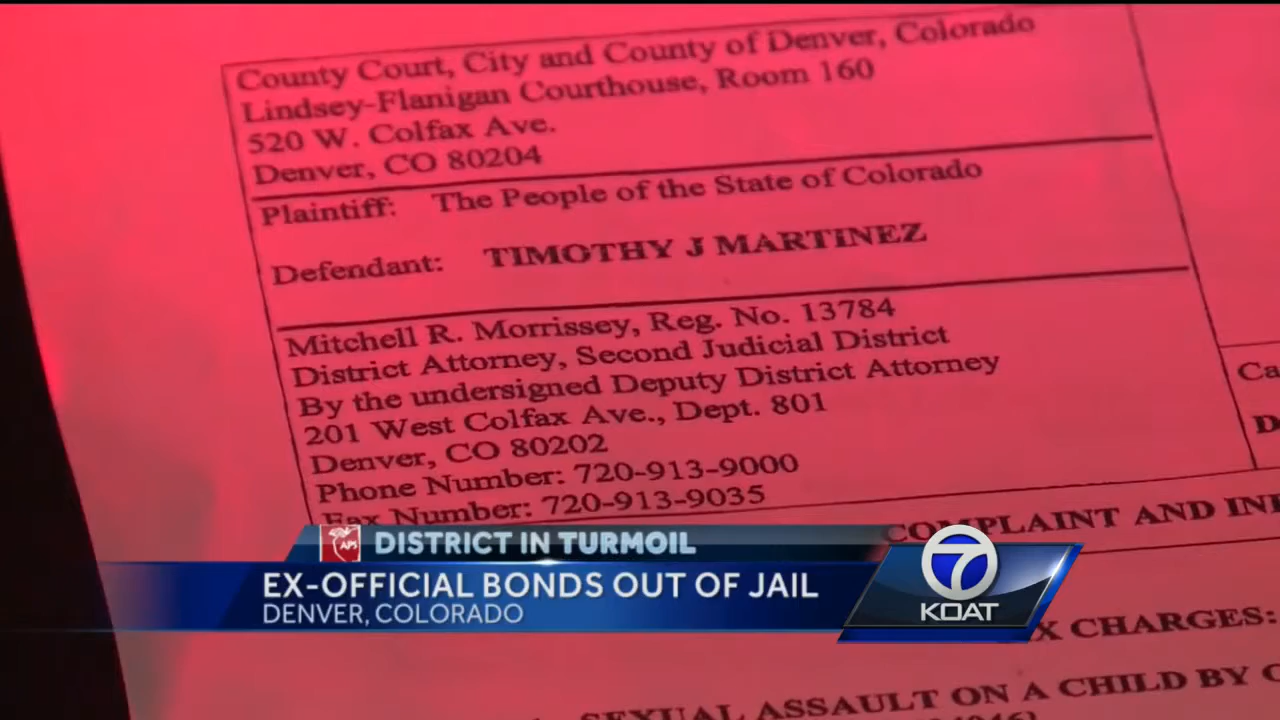 County Court, City and County of Denver, Colorado
Lindsey-Flanigan Courthouse, Room 160
520 W. Colfax Ave.
Denver, CO 80204
Plaintiff: The People of the State of Colorado
Defendant: TIMOTHY J MARTINEZ
Mitchell R. Morrissey, Reg. No. 13784
District Attorney, Second Judicial District
By the undersigned Deputy District Attorney
201 West Colfax Ave., Dept. 801
Denver, CO 80202
Phone Number: 720-913-9000
Fax Number: 720-913-9035
Ca
D
COMPLAINT AND IN
X CHARGES:
SEXUAL ASSAULT ON A CHILD BY
APS DISTRICT IN TURMOIL
EX-OFFICIAL BONDS OUT OF JAIL
DENVER, COLORADO
7
KOAT